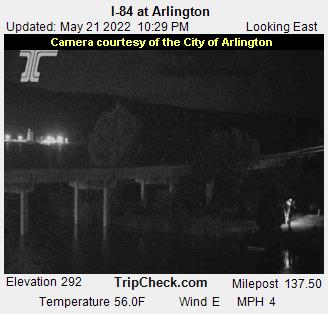 I-84 at Arlington
Updated: May 21 2022 10:29 PM Looking East
Camera courtesy of the City of Arlington
Elevation 292 TripCheck.com Milepost 137.50
Temperature 56.0F Wind E MPH 4